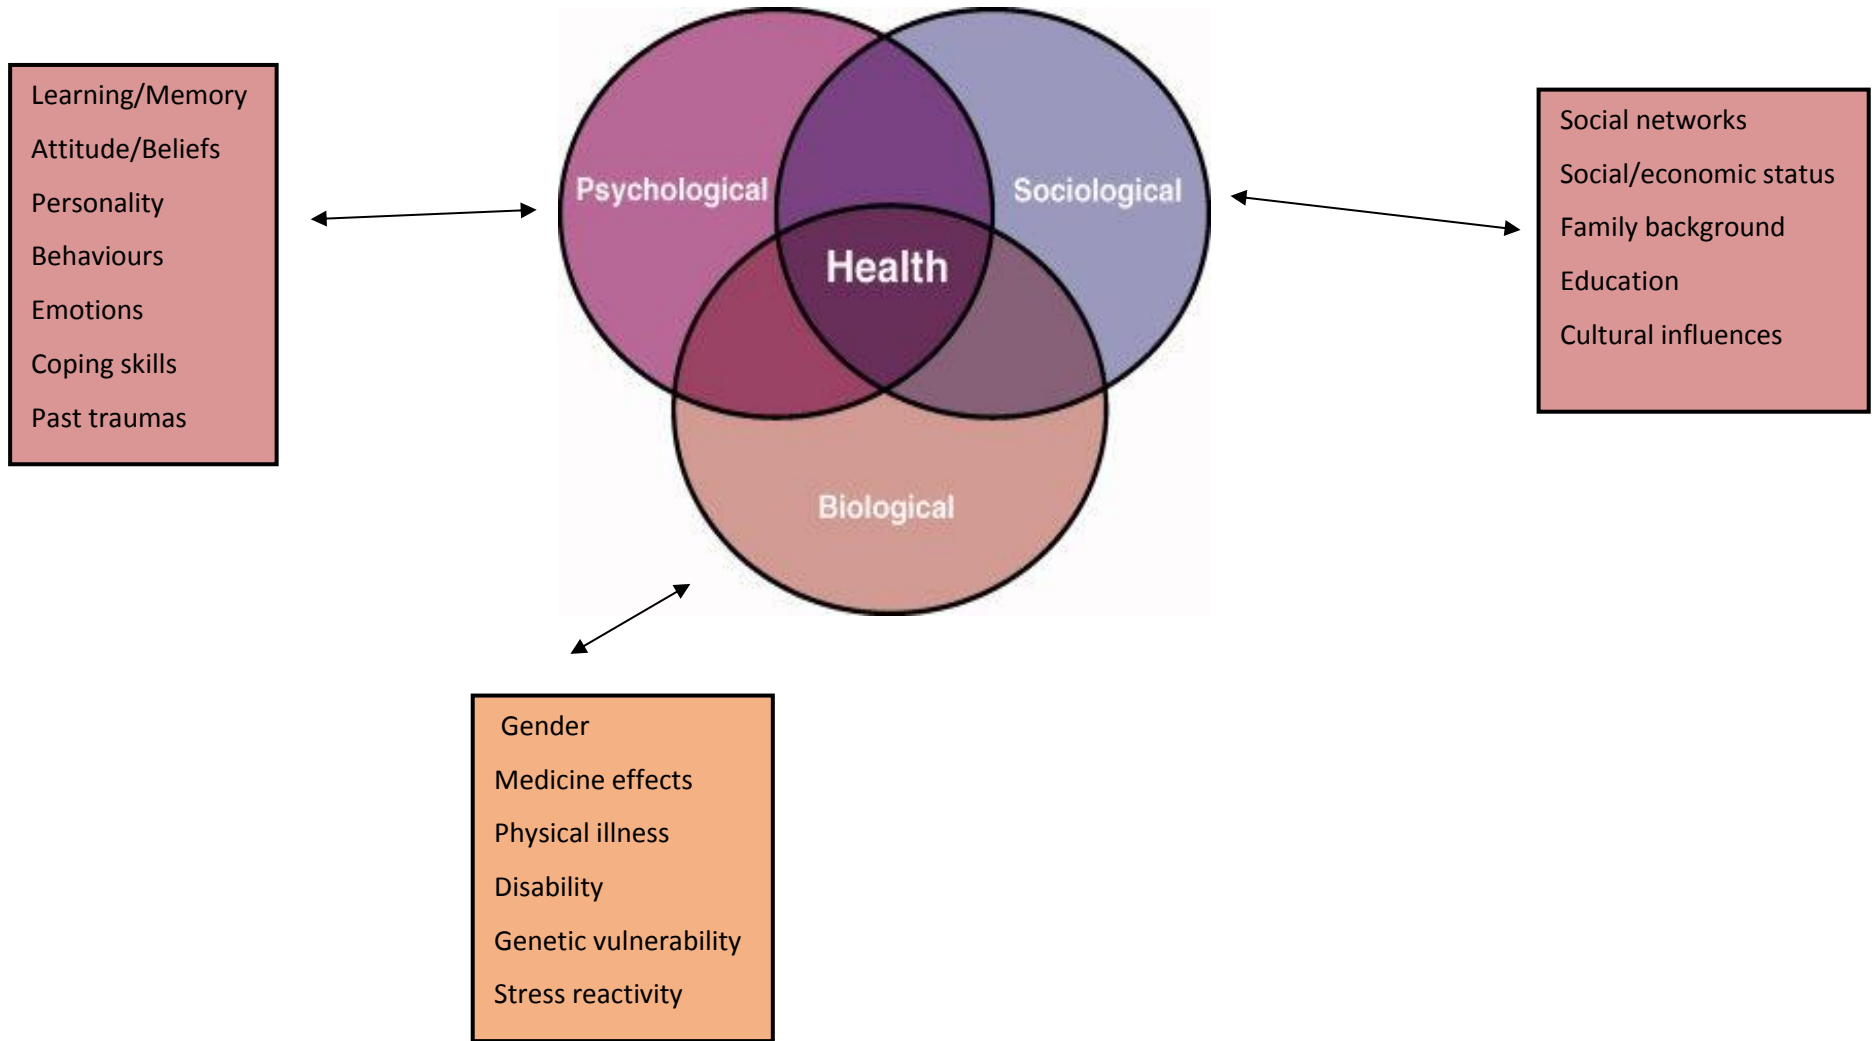 Learning/Memory
Attitude/Beliefs
Personality
Behaviours
Emotions
Coping skills
Past traumas
Psychological
Sociological
Health
Biological
Social networks
Social/economic status
Family background
Education
Cultural influences
Gender
Medicine effects
Physical illness
Disability
Genetic vulnerability
Stress reactivity